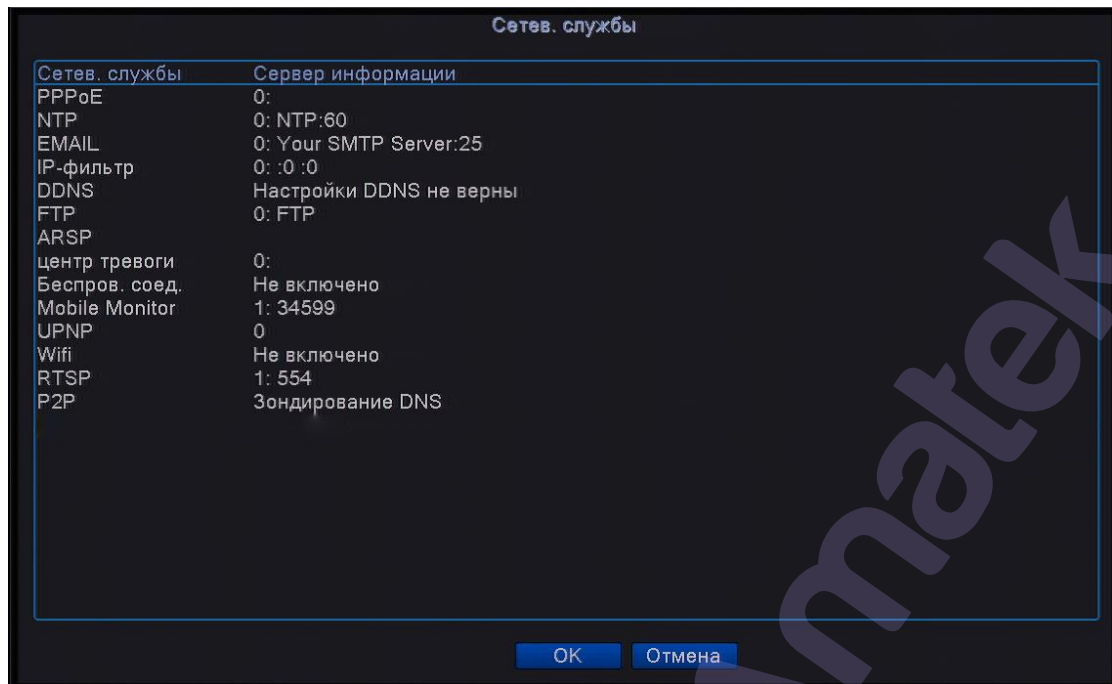 Сетев. службы
Сетев. службы Сервер информации
PPPoE 0:
NTP 0: NTP:60
EMAIL 0: Your SMTP Server:25
IP-фильтр 0: :0 :0
DDNS Настройки DDNS не верны
FTP 0: FTP
ARSP
центр тревоги 0:
Беспров. соед. Не включено
Mobile Monitor 1: 34599
UPNP 0
Wifi Не включено
RTSP 1: 554
P2P Зондирование DNS
OK Отмена
matek